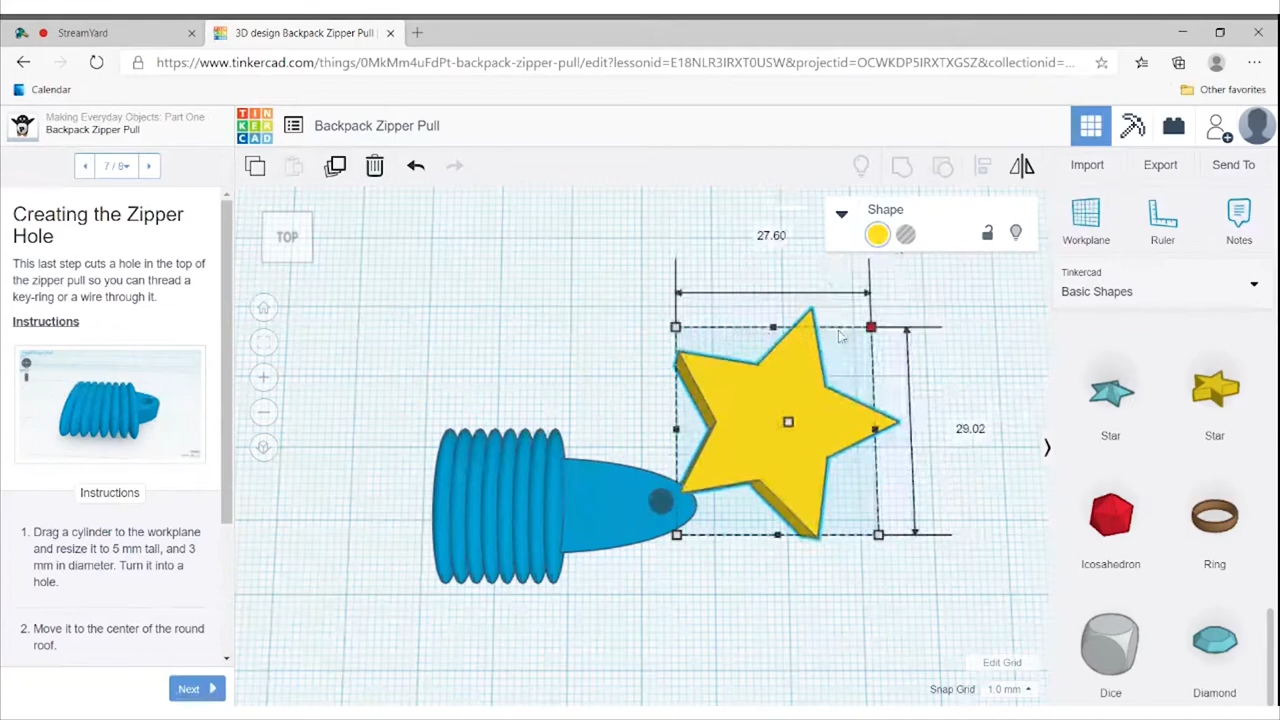 StreamYard
3D design Backpack Zipper Pull
https://www.tinkercad.com/things/0MkMm4uFdPt-backpack-zipper-pull/edit?lessonid=E18NLR3IRXT0USW&projectid=OCWKDP5IRXTXGSZ&collectionid=...
Calendar
Other favorites
Making Everyday Objects: Part One
Backpack Zipper Pull
TIN
KER
CAD
Backpack Zipper Pull
7 / 8
Import
Export
Send To
Creating the Zipper
Hole
This last step cuts a hole in the top of
the zipper pull so you can thread a
key-ring or a wire through it.
Instructions
Instructions
1. Drag a cylinder to the workplane
and resize it to 5 mm tall, and 3
mm in diameter. Turn it into a
hole.
2. Move it to the center of the round
roof.
Next
TOP
27.60
Shape
29.02
Edit Grid
Snap Grid
1.0 mm
Workplane
Ruler
Notes
Tinkercad
Basic Shapes
Star
Star
Icosahedron
Ring
Dice
Diamond